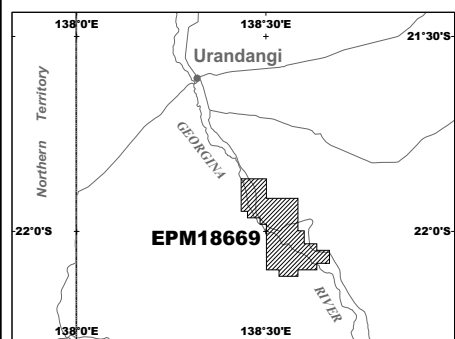 138°0'E
138°30'E
21°30'S
Urandangi
Northern Territory
GEORGINA
EPM18669
22°0'S
22°0'S
RIVER
138°0'E
138°30'E